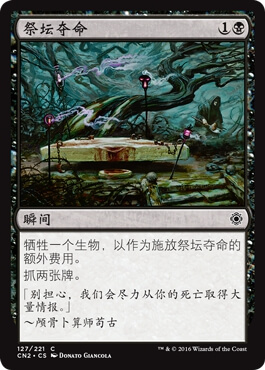 祭坛夺命 1
瞬间
牺牲一个生物，以作为施放祭坛夺命的
额外费用。
抓两张牌。
「别担心，我们会尽力从你的死亡取得大
量情报。」
～颅骨卜算师苟古
127/221 C
CN2 • CS DONATO GIANCOLA
™ & © 2016 Wizards of the Coast